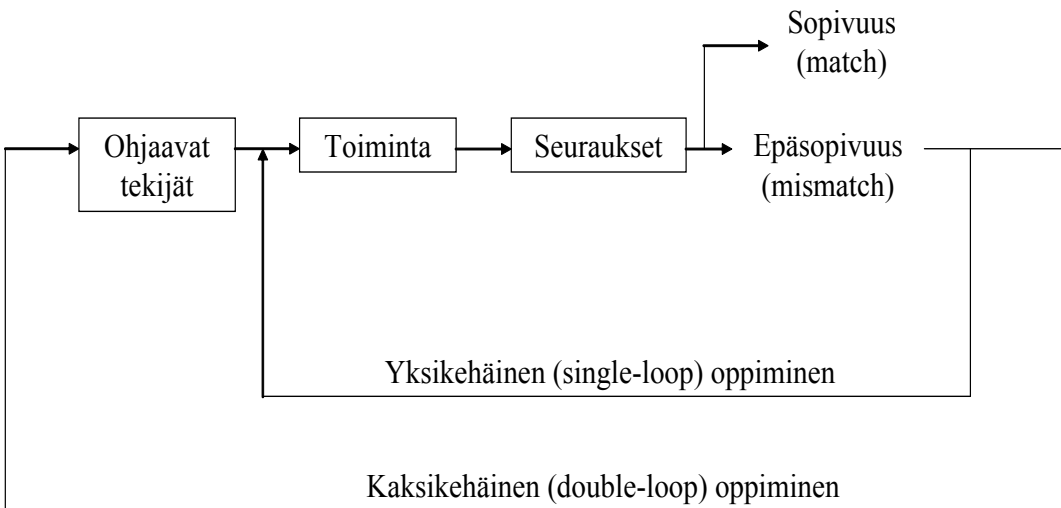 Sopivuus
(match)
Ohjaavat
tekijät
Toiminta
Seuraukset
Epäsopivuus
(mismatch)
Yksikehäinen (single-loop) oppiminen
Kaksikehäinen (double-loop) oppiminen